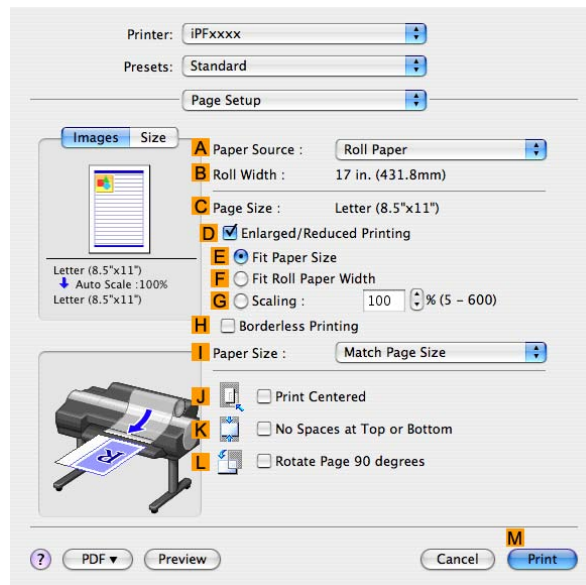 Printer: iPFxxxx
Presets: Standard
Page Setup
Images Size
A Paper Source : Roll Paper
B Roll Width : 17 in. (431.8mm)
C Page Size : Letter (8.5"x11")
D Enlarged/Reduced Printing
E Fit Paper Size
F Fit Roll Paper Width
G Scaling : 100 % (5 - 600)
Letter (8.5"x11")
Auto Scale :100%
Letter (8.5"x11")
H Borderless Printing
I Paper Size : Match Page Size
J Print Centered
K No Spaces at Top or Bottom
L Rotate Page 90 degrees
R
M
? PDF Preview Cancel Print